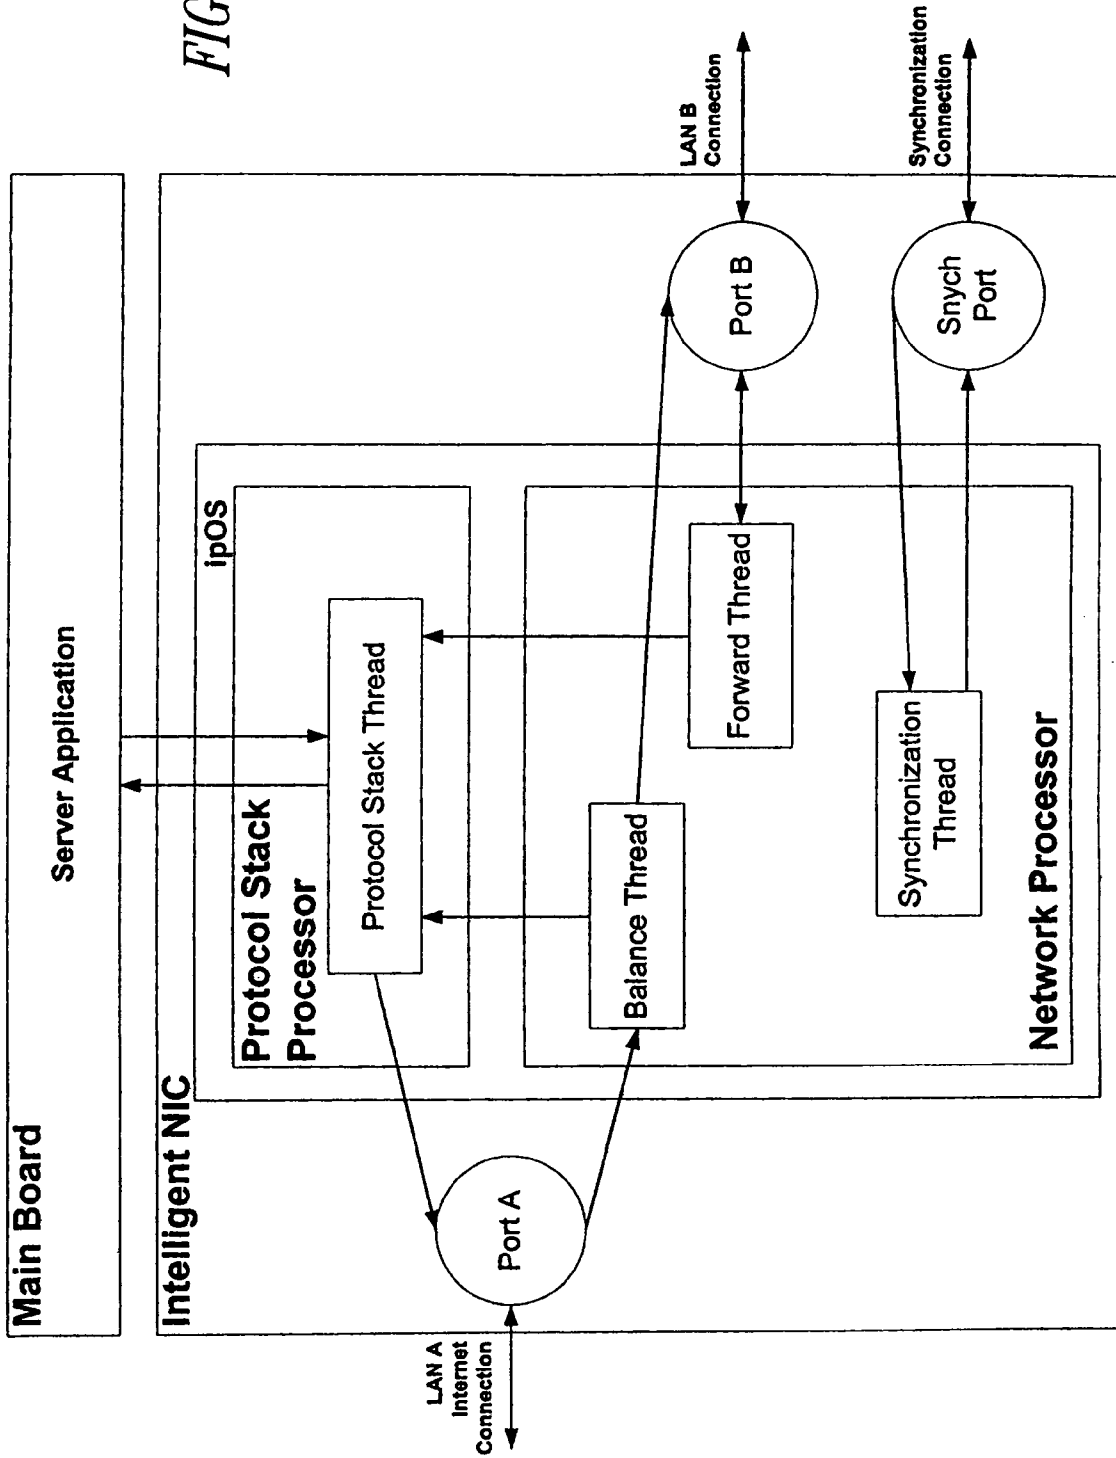 FIG
Main Board
Server Application
Intelligent NIC
ipOS
Protocol Stack
Processor
Protocol Stack Thread
LAN A
Internet
Connection
Port A
Balance Thread
Forward Thread
Port B
LAN B
Connection
Synchronization
Thread
Snych
Port
Synchronization
Connection
Network Processor